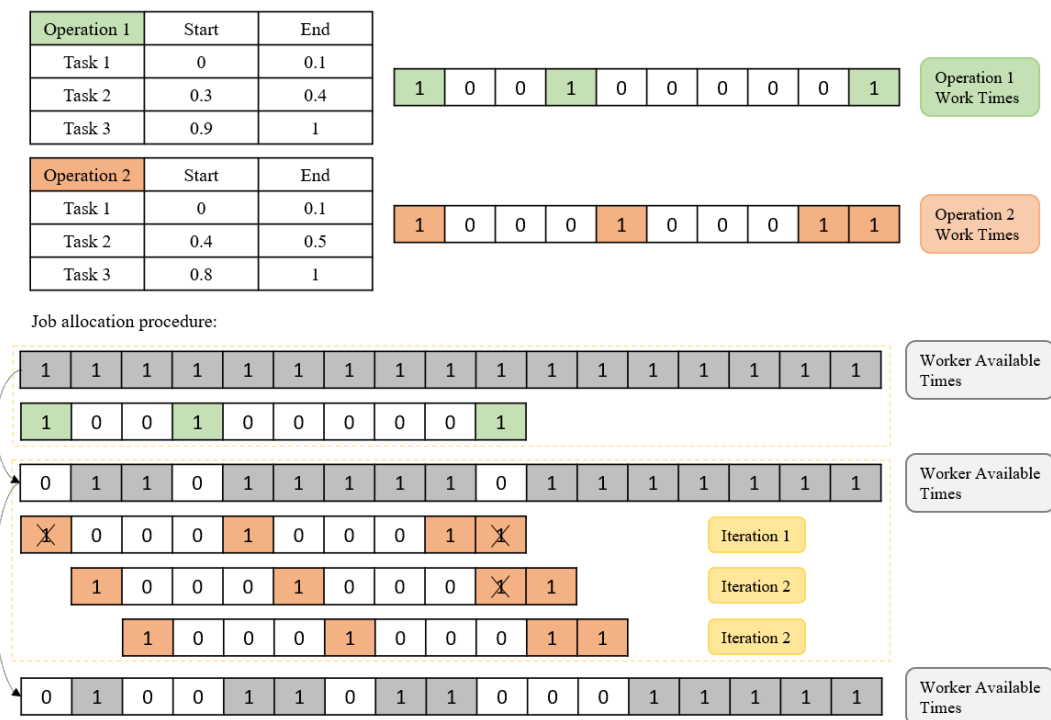 Operation 1 Start End
Task 1 0 0.1
Task 2 0.3 0.4
Task 3 0.9 1
1 0 0 1 0 0 0 0 0 1
Operation 1
Work Times
Operation 2 Start End
Task 1 0 0.1
Task 2 0.4 0.5
Task 3 0.8 1
1 0 0 0 1 0 0 0 1 1
Operation 2
Work Times
Job allocation procedure:
1 1 1 1 1 1 1 1 1 1 1 1 1 1 1 1 1
Worker Available
Times
1 0 0 1 0 0 0 0 0 1
0 1 1 0 1 1 1 1 1 0 1 1 1 1 1 1 1
Worker Available
Times
1 0 0 0 1 0 0 0 1 1
Iteration 1
1 0 0 0 1 0 0 0 1 1
Iteration 2
1 0 0 0 1 0 0 0 1 1
Iteration 2
0 1 0 0 1 1 0 1 1 0 0 0 1 1 1 1 1
Worker Available
Times